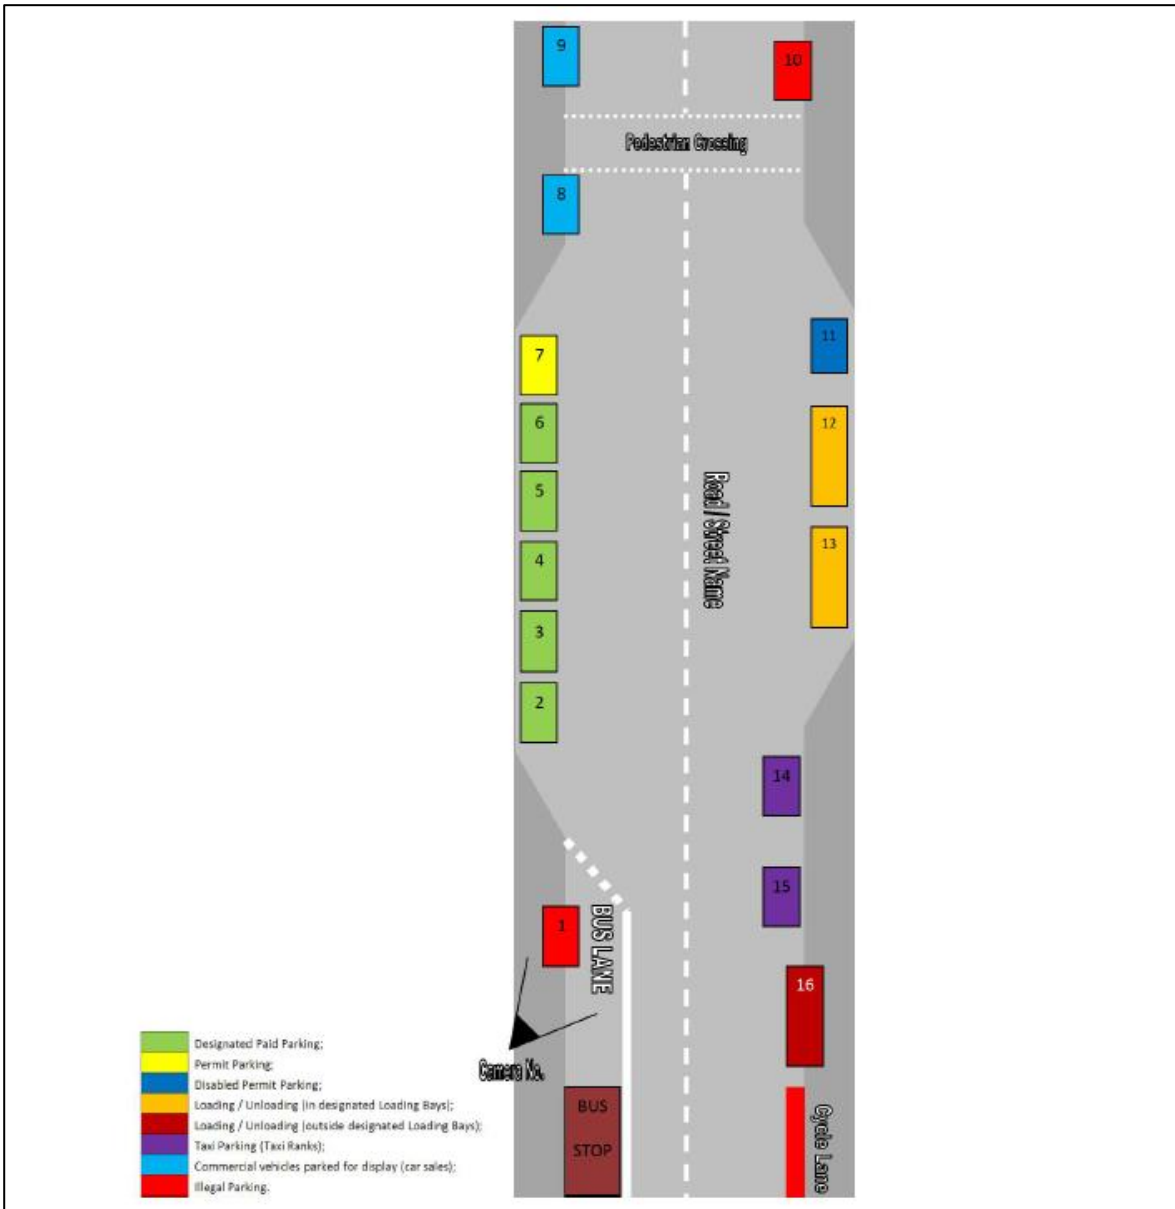 9
10
Pedestrian Crossing
8
7
11
6
12
5
Road / Street Name
4
13
3
2
14
15
1
BUS LANE
16
Camera No.
BUS
STOP
Cycle Lane
Designated Paid Parking;
Permit Parking;
Disabled Permit Parking;
Loading / Unloading (in designated Loading Bays);
Loading / Unloading (outside designated Loading Bays);
Taxi Parking (Taxi Ranks);
Commercial vehicles parked for display (car sales);
Illegal Parking.